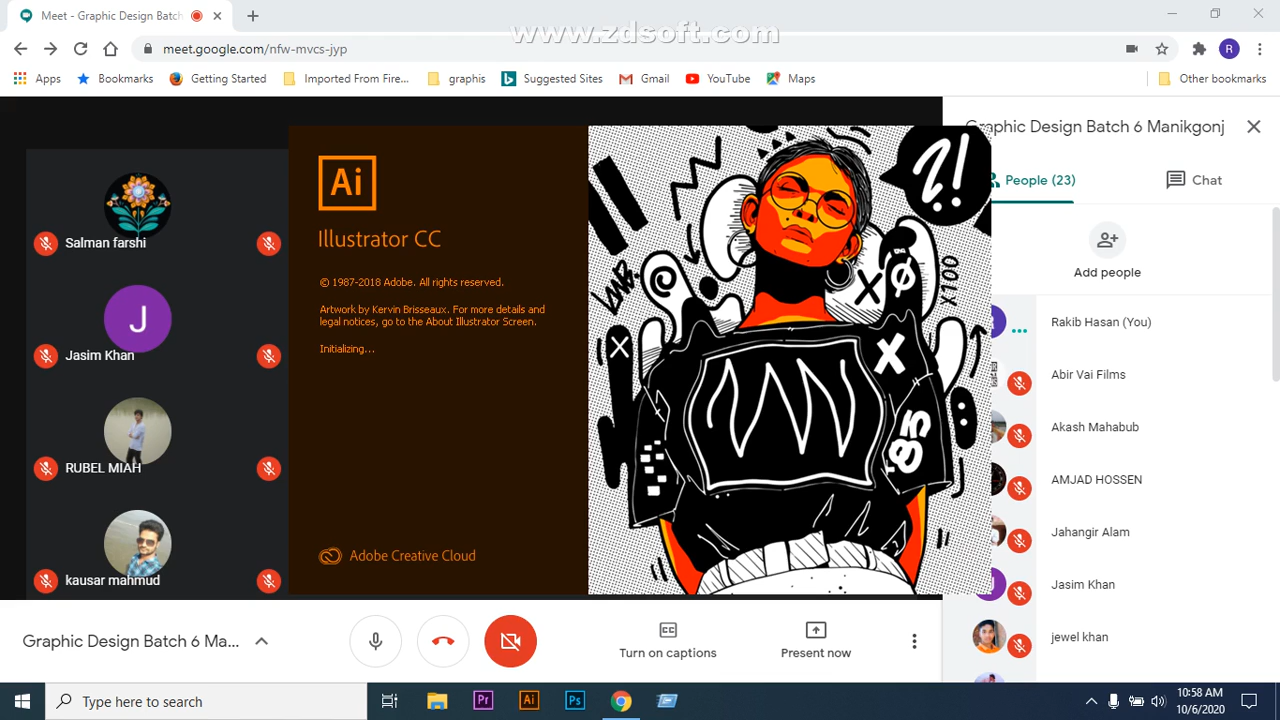 Meet - Graphic Design Batch
www.zdsoft.com
meet.google.com/nfw-mvcs-jyp
R
Apps
Bookmarks
Getting Started
Imported From Fire...
graphis
Suggested Sites
Gmail
YouTube
Maps
Other bookmarks
Graphic Design Batch 6 Manikgonj
People (23)
Chat
Add people
Salman farshi
J
Jasim Khan
RUBEL MIAH
kausar mahmud
Ai
Illustrator CC
© 1987-2018 Adobe. All rights reserved.
Artwork by Kervin Brisseaux. For more details and
legal notices, go to the About Illustrator Screen.
Initializing...
Adobe Creative Cloud
?!
X
85
Rakib Hasan (You)
Abir Vai Films
Akash Mahabub
AMJAD HOSSEN
Jahangir Alam
Jasim Khan
jewel khan
Graphic Design Batch 6 Ma...
CC
Turn on captions
Present now
Type here to search
Pr
Ai
Ps
10:58 AM
10/6/2020